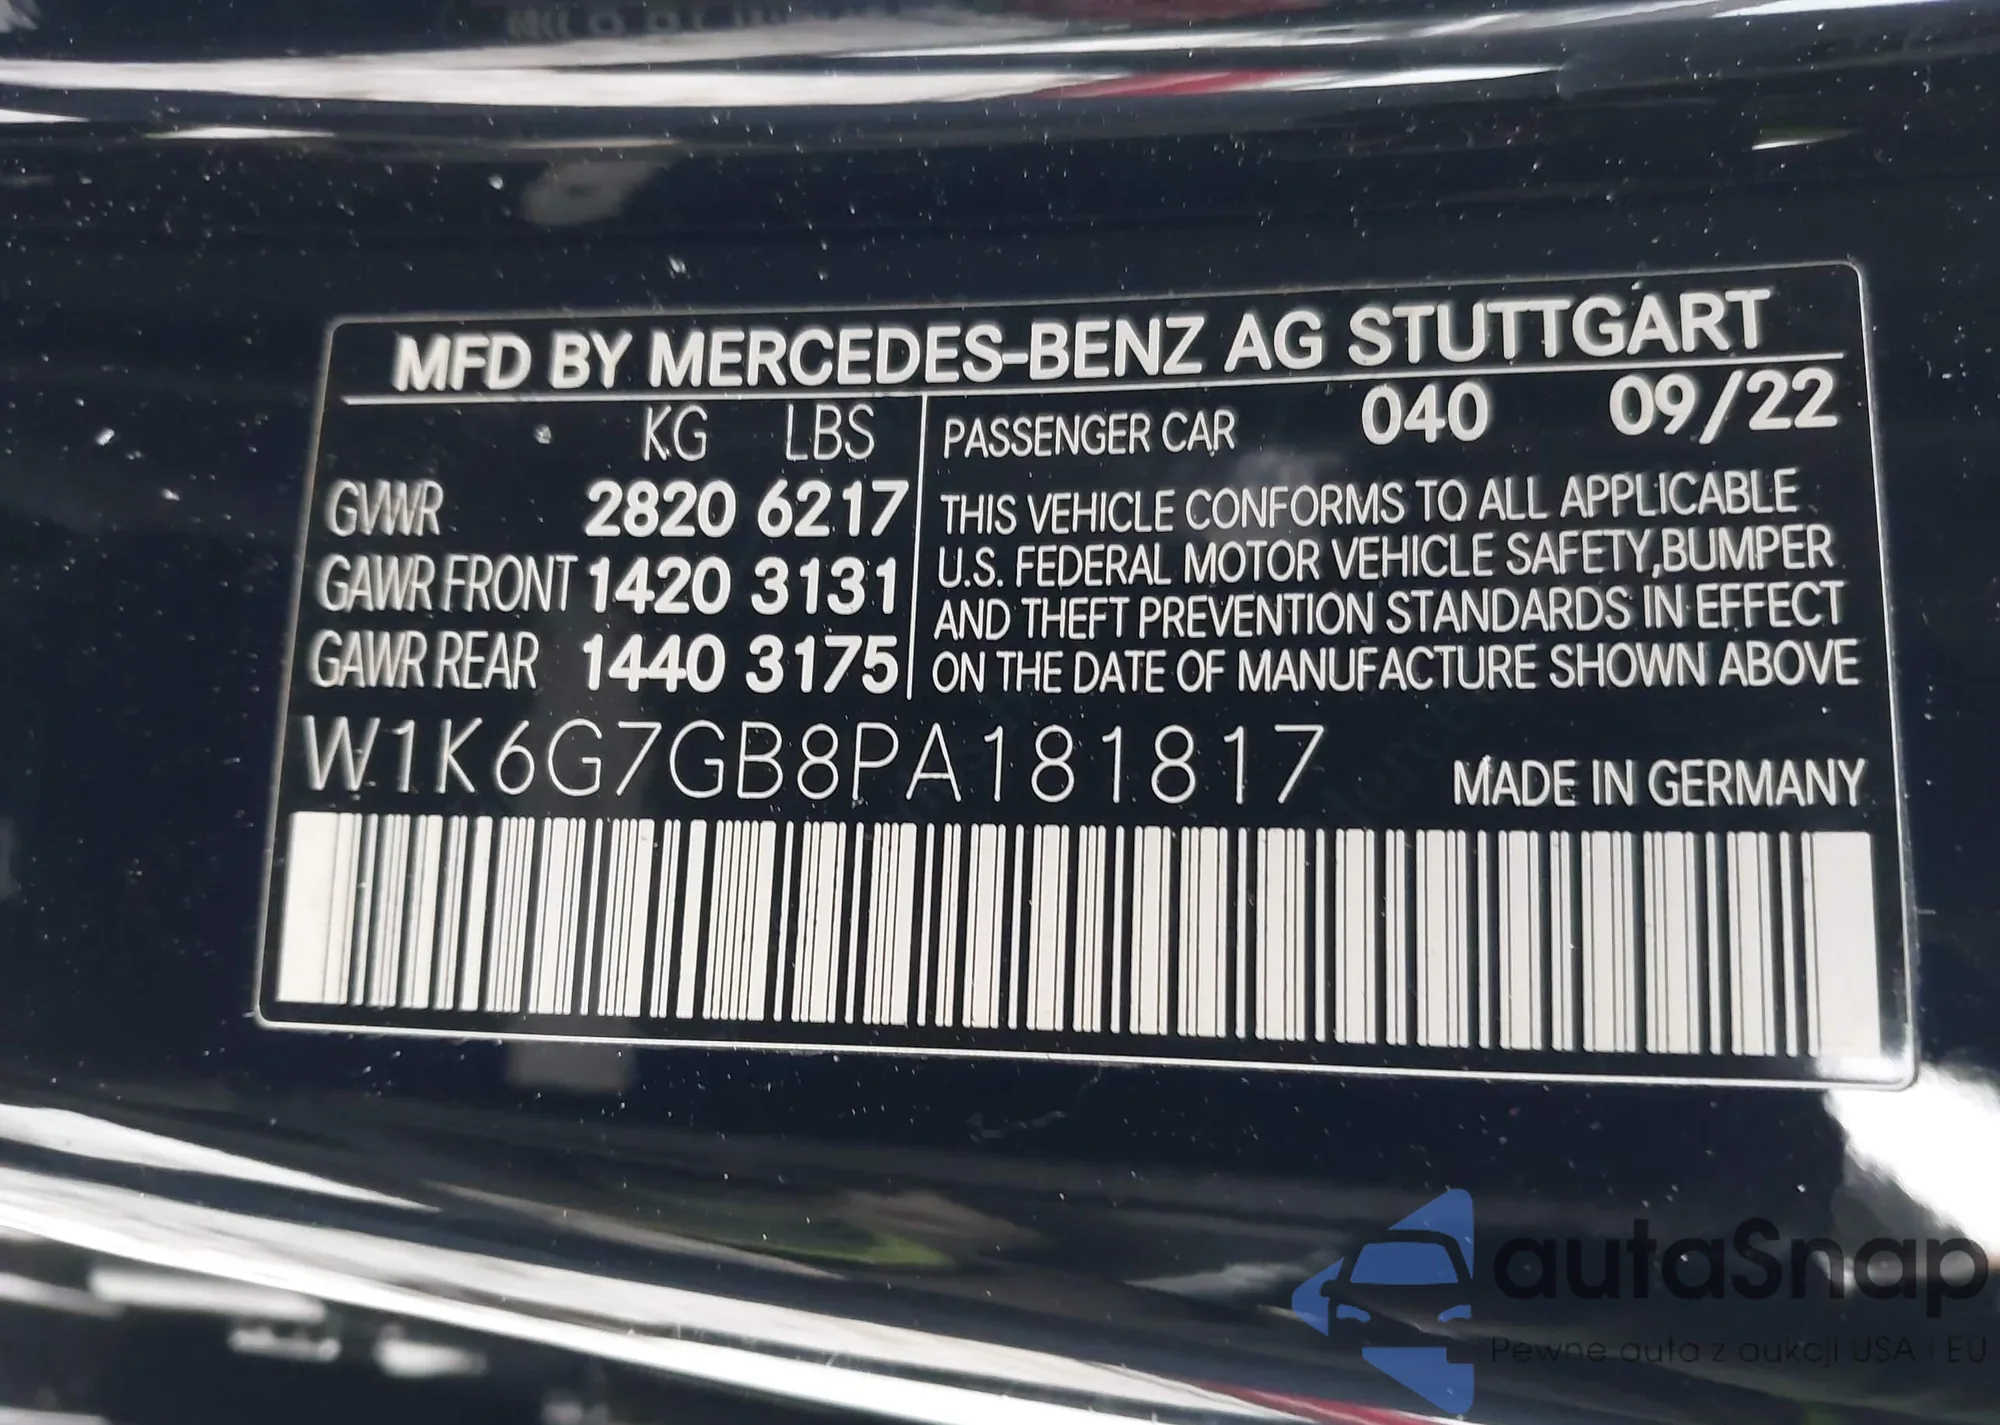 MFD BY MERCEDES-BENZ AG STUTTGART
KG LBS
GVWR 2820 6217
GAWR FRONT 1420 3131
GAWR REAR 1440 3175
PASSENGER CAR 040 09/22
THIS VEHICLE CONFORMS TO ALL APPLICABLE
U.S. FEDERAL MOTOR VEHICLE SAFETY,BUMPER
AND THEFT PREVENTION STANDARDS IN EFFECT
ON THE DATE OF MANUFACTURE SHOWN ABOVE
W1K6G7GB8PA181817
MADE IN GERMANY
autaSnap
Pewne auta z aukcji USA i EU